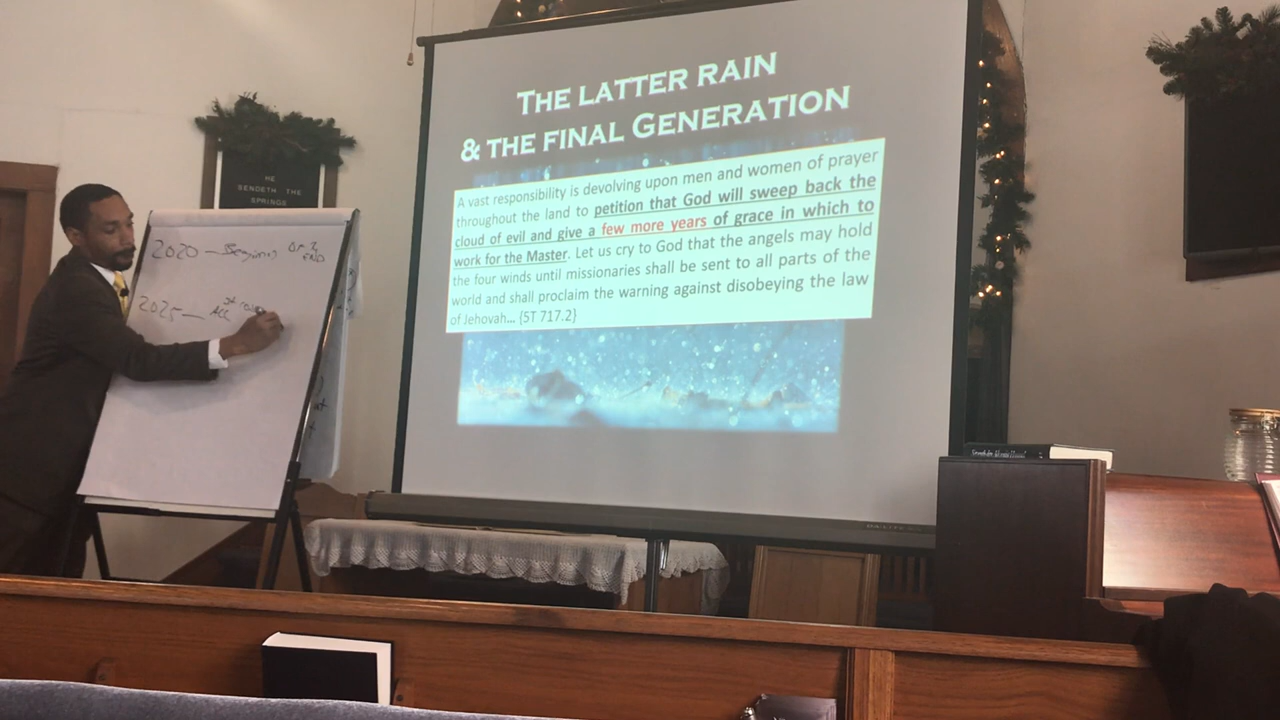 THE LATTER RAIN
& THE FINAL GENERATION
A vast responsibility is devolving upon men and women of prayer
throughout the land to petition that God will sweep back the
cloud of evil and give a few more years of grace in which to
work for the Master. Let us cry to God that the angels may hold
the four winds until missionaries shall be sent to all parts of the
world and shall proclaim the warning against disobeying the law
of Jehovah... {5T 717.2}
HE
SENDETH THE
SPRINGS
2020 — Beginning Of
END
2025 — All